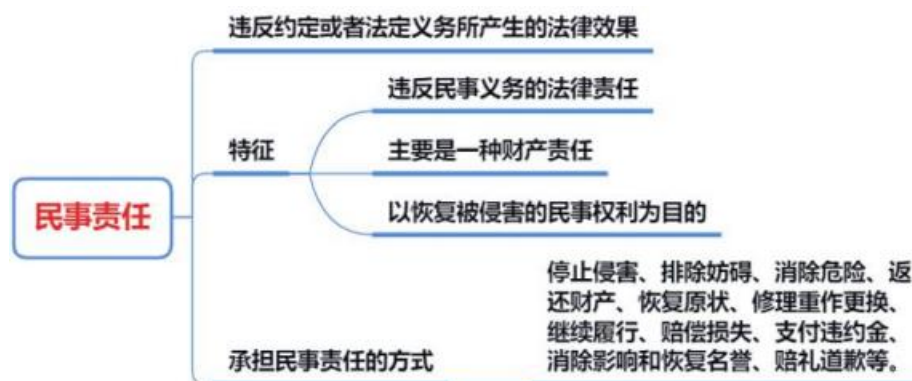 违反约定或者法定义务所产生的法律效果
违反民事义务的法律责任
特征
主要是一种财产责任
民事责任
以恢复被侵害的民事权利为目的
停止侵害、排除妨碍、消除危险、返
还财产、恢复原状、修理重作更换、
继续履行、赔偿损失、支付违约金、
消除影响和恢复名誉、赔礼道歉等。
承担民事责任的方式